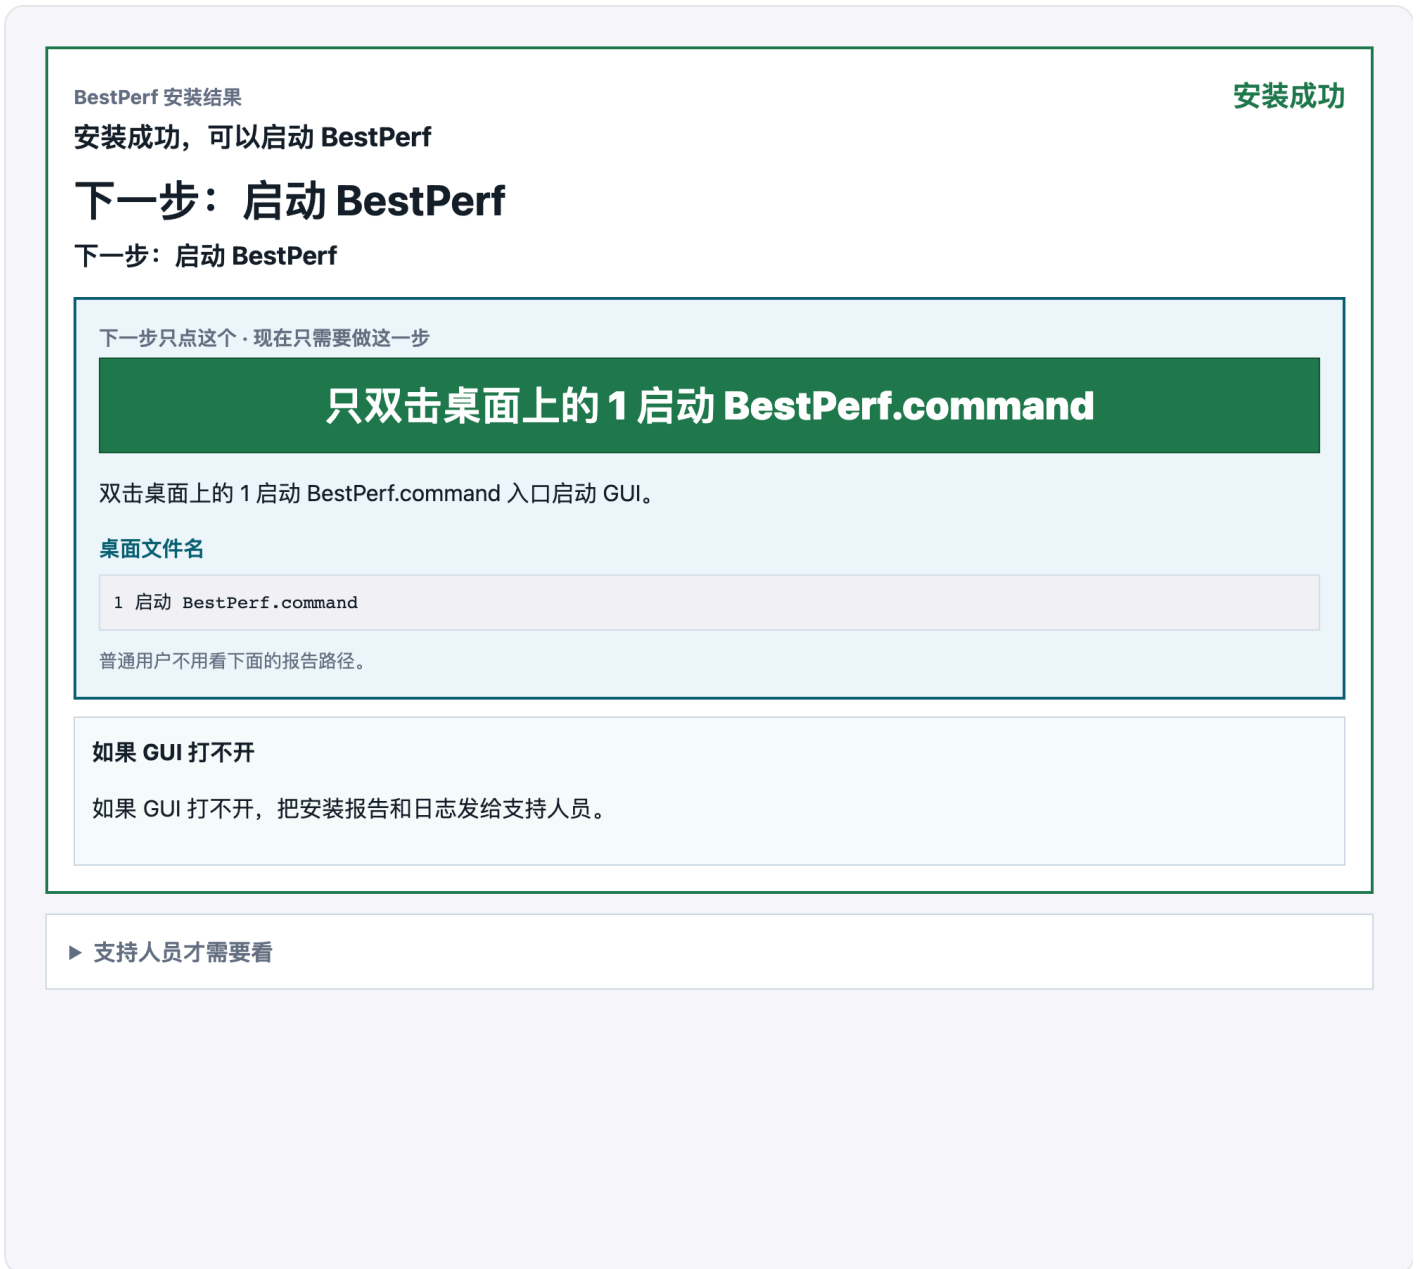 BestPerf 安装结果
安装成功
安装成功，可以启动 BestPerf
下一步：启动 BestPerf
下一步：启动 BestPerf
下一步只点这个 · 现在只需要做这一步
只双击桌面上的 1 启动 BestPerf.command
双击桌面上的 1 启动 BestPerf.command 入口启动 GUI。
桌面文件名
1 启动 BestPerf.command
普通用户不用看下面的报告路径。
如果 GUI 打不开
如果 GUI 打不开，把安装报告和日志发给支持人员。
支持人员才需要看